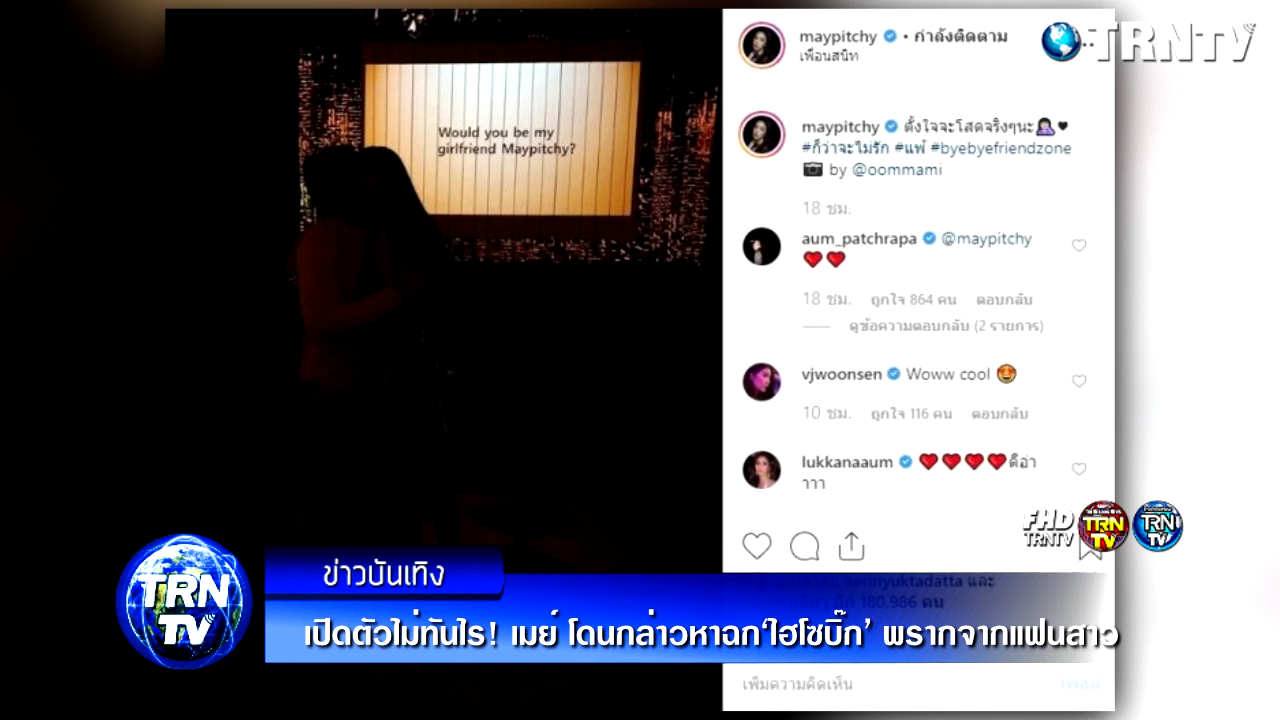 Would you be my
girlfriend Maypitchy?
maypitchy • กำลังติดตาม
เพื่อนสนิท
TRNTV
maypitchy ตั้งใจจะโสดจริงๆนะ
#ก็ว่าจะไม่รัก #แพ้ #byebyefriendzone
by @oommami
18 ชม.
aum_patchrapa @maypitchy
18 ชม. ถูกใจ 864 คน ตอบกลับ
ดูข้อความตอบกลับ (2 รายการ)
vjwoonsen Woww cool
10 ชม. ถูกใจ 116 คน ตอบกลับ
lukkanaaum ดีอ่า
าาา
FHD
TRNTV
TRN
TV
TRN
TV
aerinyuktadatta และ
180,986 คน
TRN
TV
ข่าวบันเทิง
เปิดตัวไม่ทันไร! เมย์ โดนกล่าวหาฉก‘ไฮโซบิ๊ก’ พรากจากแฟนสาว
เพิ่มความคิดเห็น
โพสต์